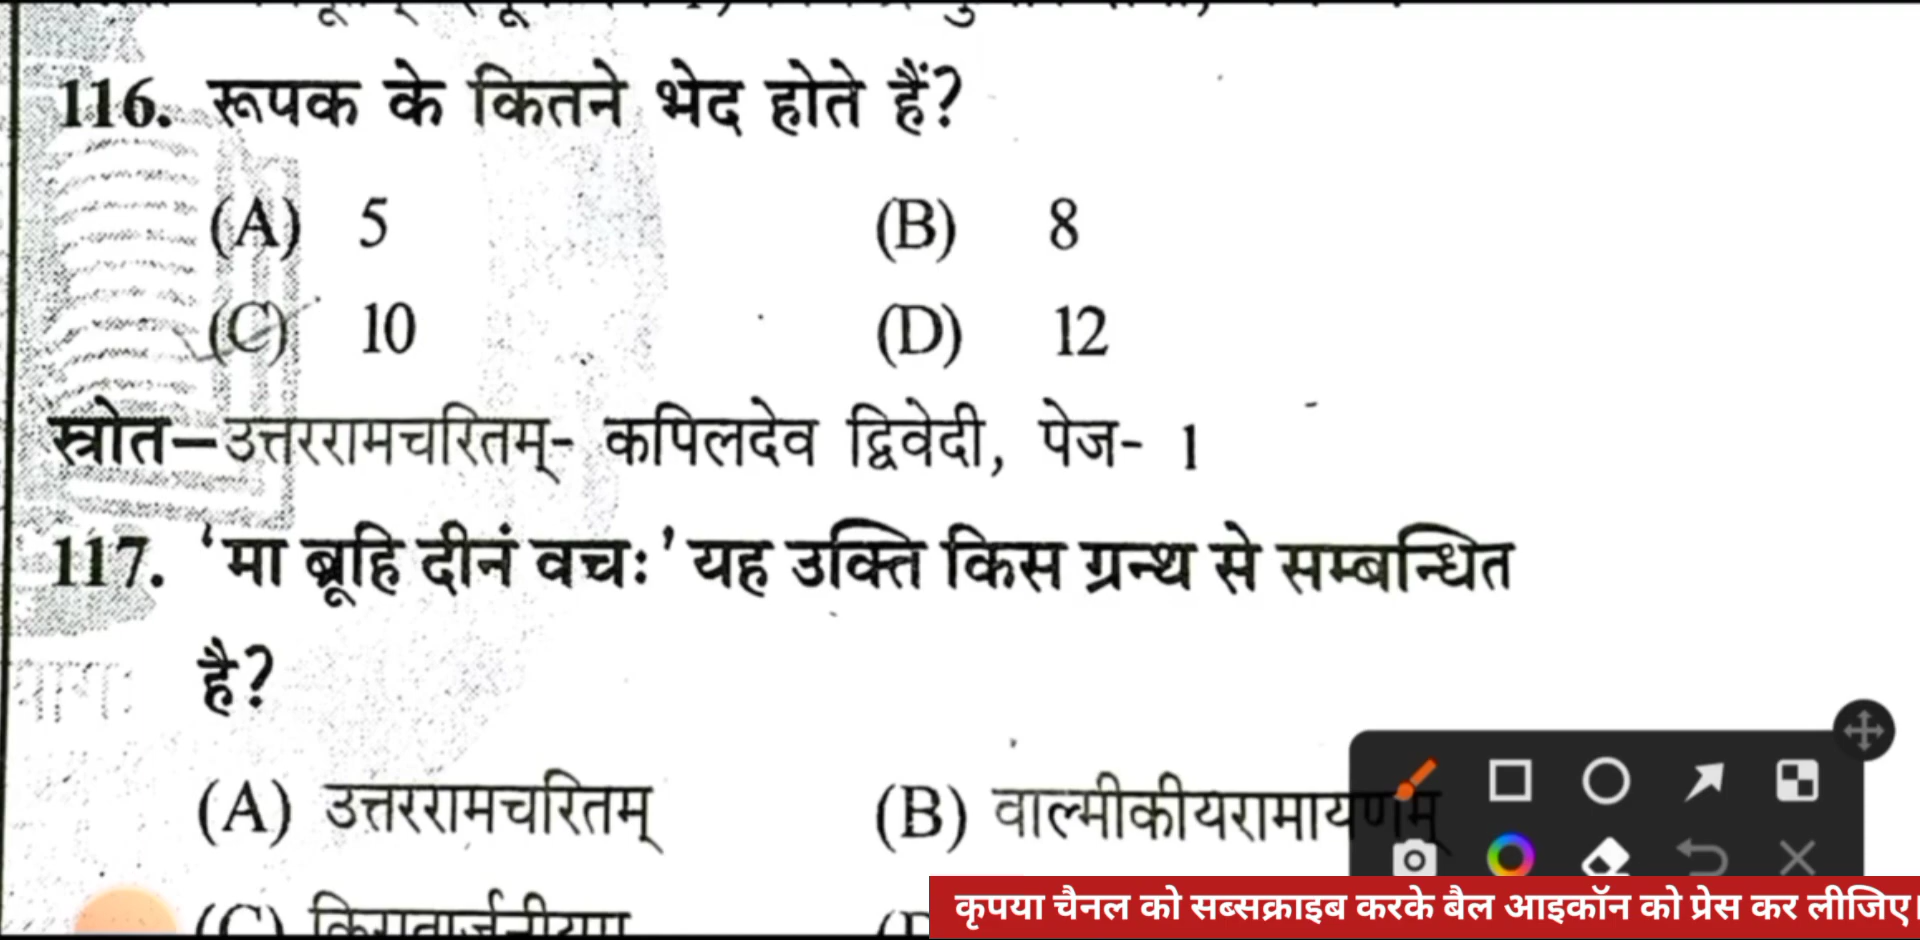 116. रूपक के कितने भेद होते हैं?
(A) 5 (B) 8
(C) 10 (D) 12
स्त्रोत–उत्तररामचरितम्- कपिलदेव द्विवेदी, पेज- 1
117. 'मा ब्रूहि दीनं वचः' यह उक्ति किस ग्रन्थ से सम्बन्धित
है?
(A) उत्तररामचरितम् (B) वाल्मीकीयरामायणम्
(C)
कृपया चैनल को सब्सक्राइब करके बैल आइकॉन को प्रेस कर लीजिए।